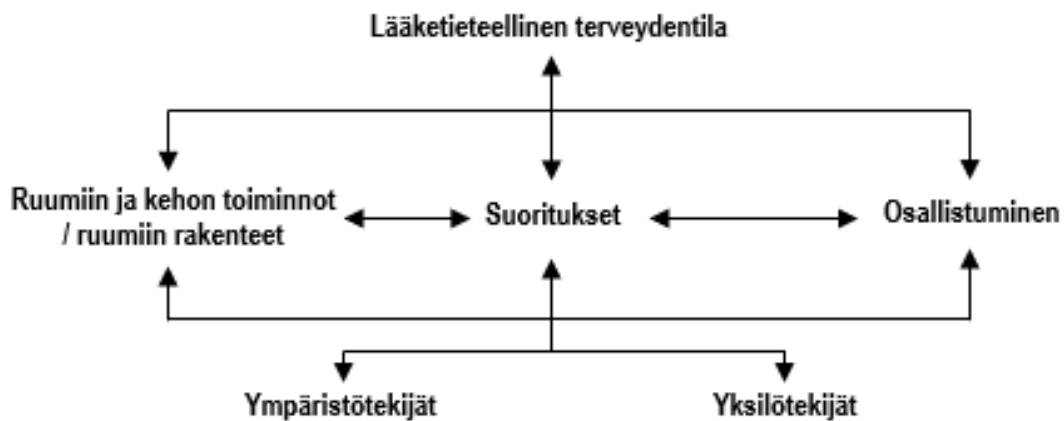 Lääketieteellinen terveydentila
Ruumiin ja kehon toiminnot
/ ruumiin rakenteet
Suoritukset
Osallistuminen
Ympäristötekijät
Yksilötekijät